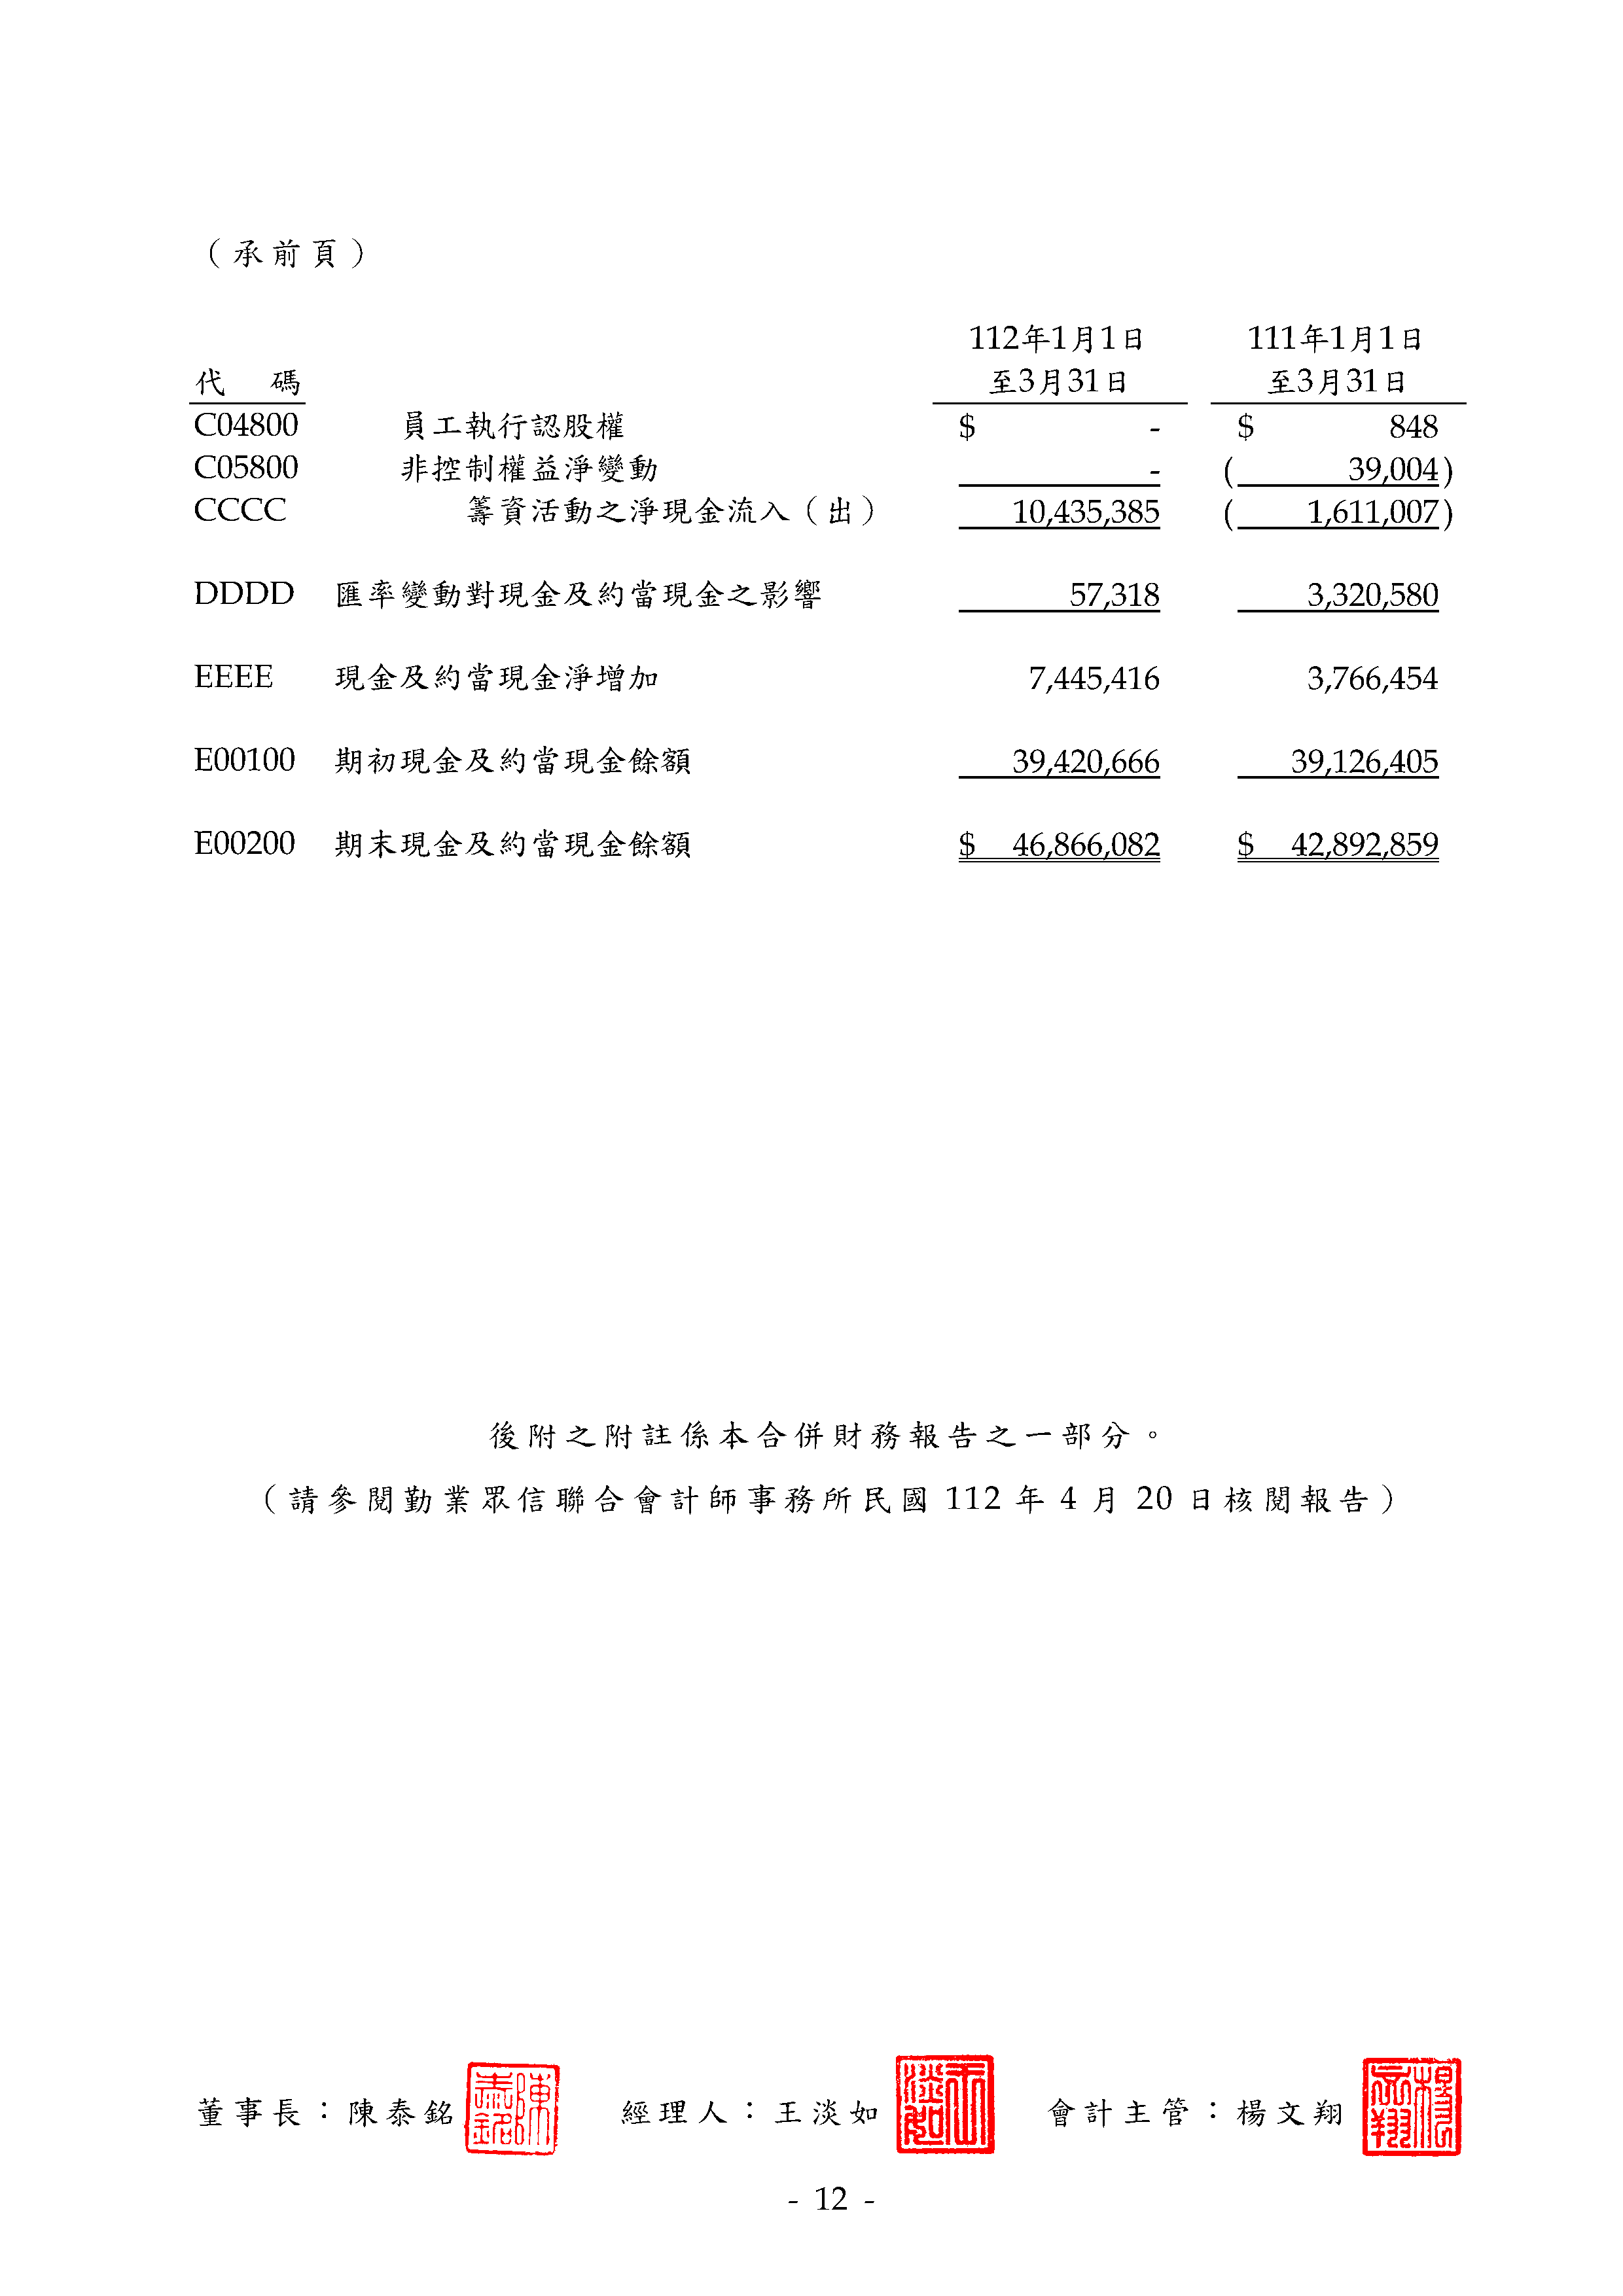 （承前頁）
112年1月1日 111年1月1日
代 碼 至3月31日 至3月31日
C04800 員工執行認股權 $ - $ 848
C05800 非控制權益淨變動 - ( 39,004)
CCCC 籌資活動之淨現金流入（出） 10,435,385 ( 1,611,007)
DDDD 匯率變動對現金及約當現金之影響 57,318 3,320,580
EEEE 現金及約當現金淨增加 7,445,416 3,766,454
E00100 期初現金及約當現金餘額 39,420,666 39,126,405
E00200 期末現金及約當現金餘額 $ 46,866,082 $ 42,892,859
後附之附註係本合併財務報告之一部分。
（請參閱勤業眾信聯合會計師事務所民國 112 年 4 月 20 日核閱報告）
董事長：陳泰銘 經理人：王淡如 會計主管：楊文翔
- 12 -